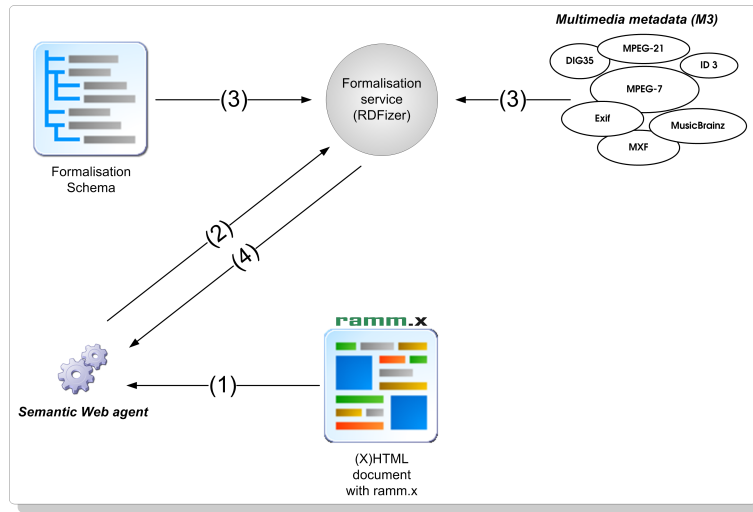 Multimedia metadata (M3)
DIG35
MPEG-21
ID 3
MPEG-7
Exif
MusicBrainz
MXF
Formalisation
service
(RDFizer)
(3)
(3)
Formalisation
Schema
(2)
(4)
ramm.x
(1)
Semantic Web agent
(X)HTML
document
with ramm.x